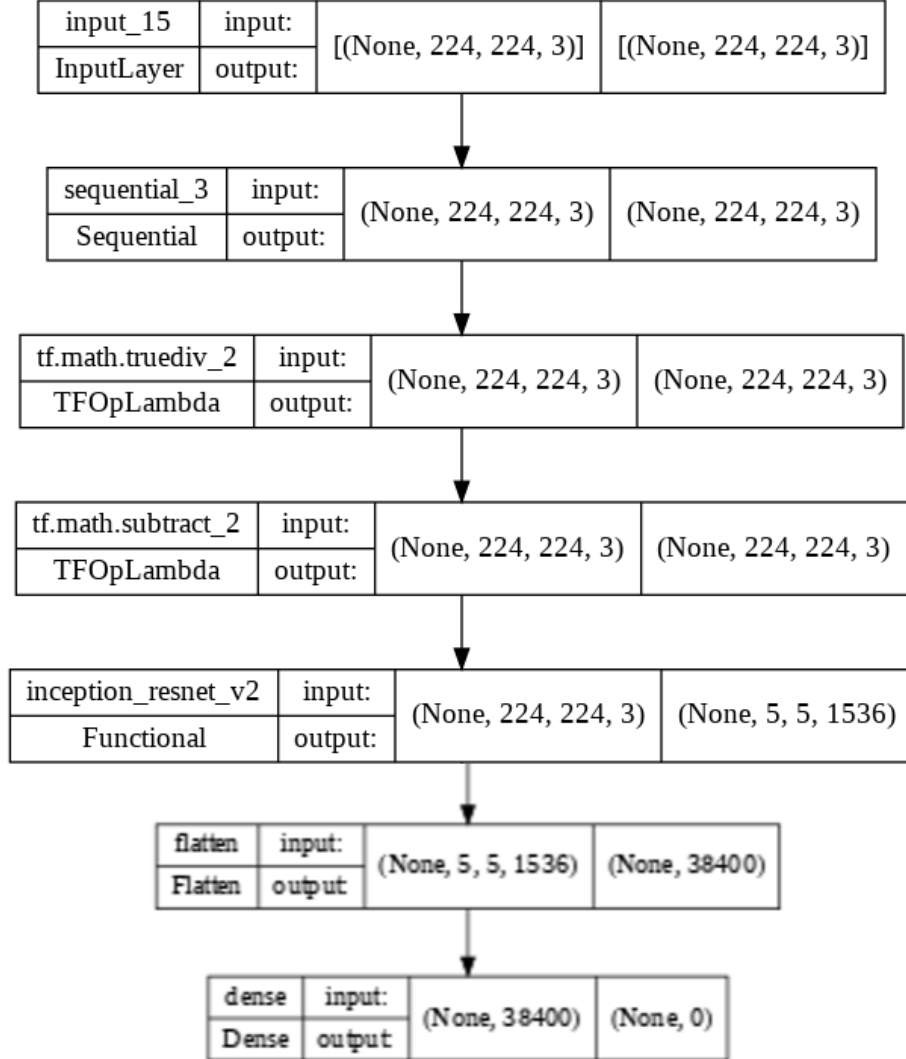 input_15 input: [(None, 224, 224, 3)] [(None, 224, 224, 3)]
InputLayer output:
sequential_3 input: (None, 224, 224, 3) (None, 224, 224, 3)
Sequential output:
tf.math.truediv_2 input: (None, 224, 224, 3) (None, 224, 224, 3)
TFOpLambda output:
tf.math.subtract_2 input: (None, 224, 224, 3) (None, 224, 224, 3)
TFOpLambda output:
inception_resnet_v2 input: (None, 224, 224, 3) (None, 5, 5, 1536)
Functional output:
flatten input: (None, 5, 5, 1536) (None, 38400)
Flatten output:
dense input: (None, 38400) (None, 0)
Dense output: